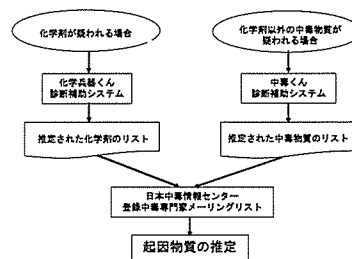 化学剤が疑われる場合
化学剤以外の中毒物質が
疑われる場合
化学兵器くん
診断補助システム
中毒くん
診断補助システム
推定された化学剤のリスト
推定された中毒物質のリスト
日本中毒情報センター
登録中毒専門家メーリングリスト
起因物質の推定